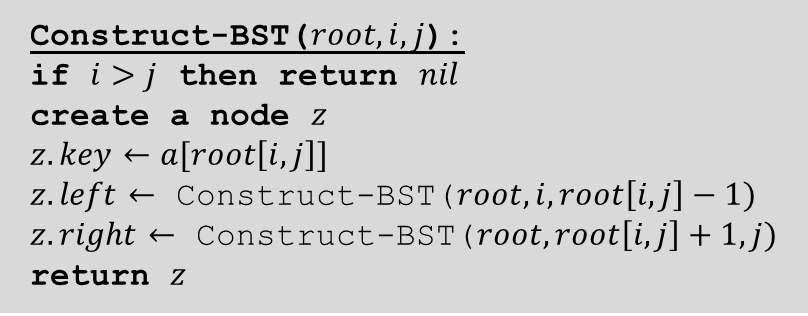 Construct-BST(root,i,j):
if i > j then return nil
create a node z
z.key ← a[root[i,j]]
z.left ← Construct-BST(root,i,root[i,j] − 1)
z.right ← Construct-BST(root,root[i,j] + 1,j)
return z